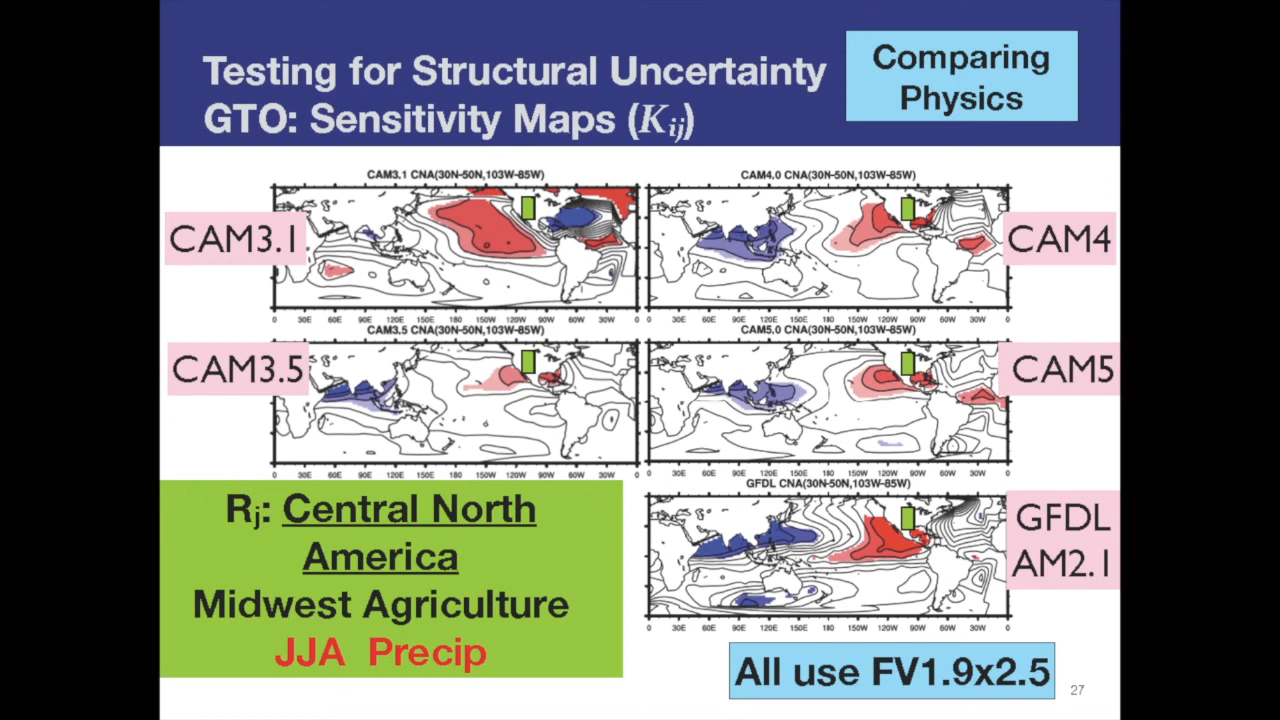 Testing for Structural Uncertainty
GTO: Sensitivity Maps (Kij)
Comparing
Physics
CAM3.1 CNA(30N-50N,103W-85W)
CAM3.1
0 30E 60E 90E 120E 150E 180 150W 120W 90W 60W 30W 0
CAM4.0 CNA(30N-50N,103W-85W)
CAM4
0 30E 60E 90E 120E 150E 180 150W 120W 90W 60W 30W 0
CAM3.5 CNA(30N-50N,103W-85W)
CAM3.5
0 30E 60E 90E 120E 150E 180 150W 120W 90W 60W 30W 0
CAM5.0 CNA(30N-50N,103W-85W)
CAM5
0 30E 60E 90E 120E 150E 180 150W 120W 90W 60W 30W 0
Rj: Central North
America
Midwest Agriculture
JJA Precip
GFDL CNA(30N-50N,103W-85W)
GFDL
AM2.1
0 30E 60E 90E 120E 150E 180 150W 120W 90W 60W 30W 0
All use FV1.9x2.5
27